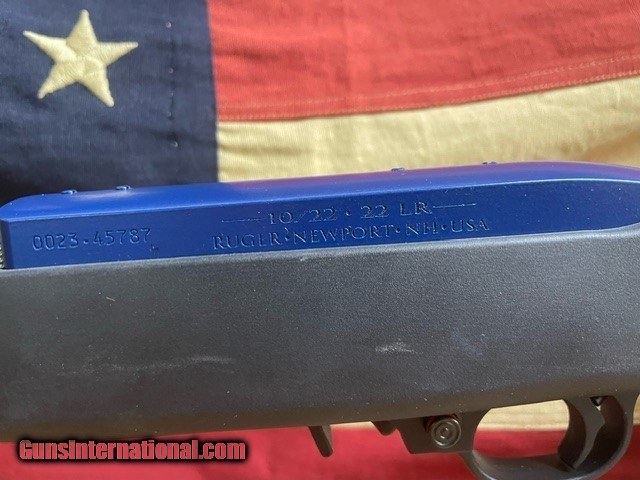 10/22 · 22 LR
0023-45787
RUGER·NEWPORT·NH·USA
GunsInternational.com